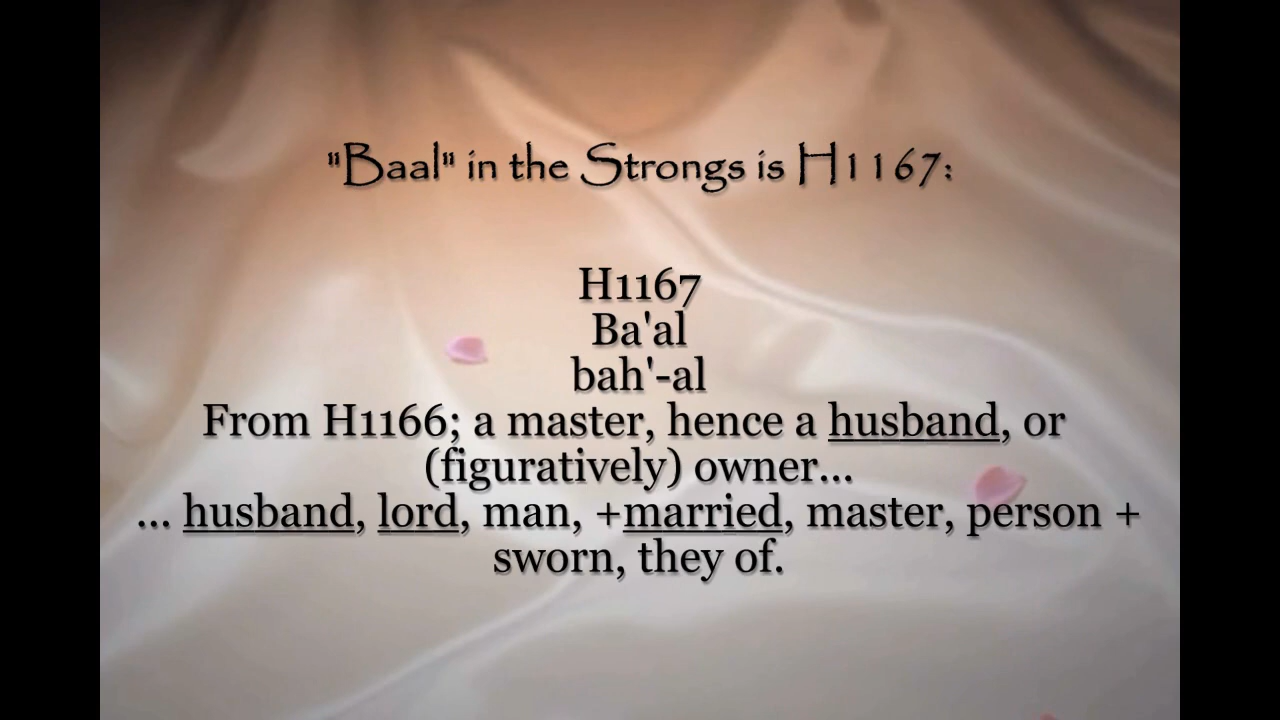 "Baal" in the Strongs is H1167:
H1167
Ba'al
bah'-al
From H1166; a master, hence a husband, or
(figuratively) owner...
... husband, lord, man, +married, master, person +
sworn, they of.